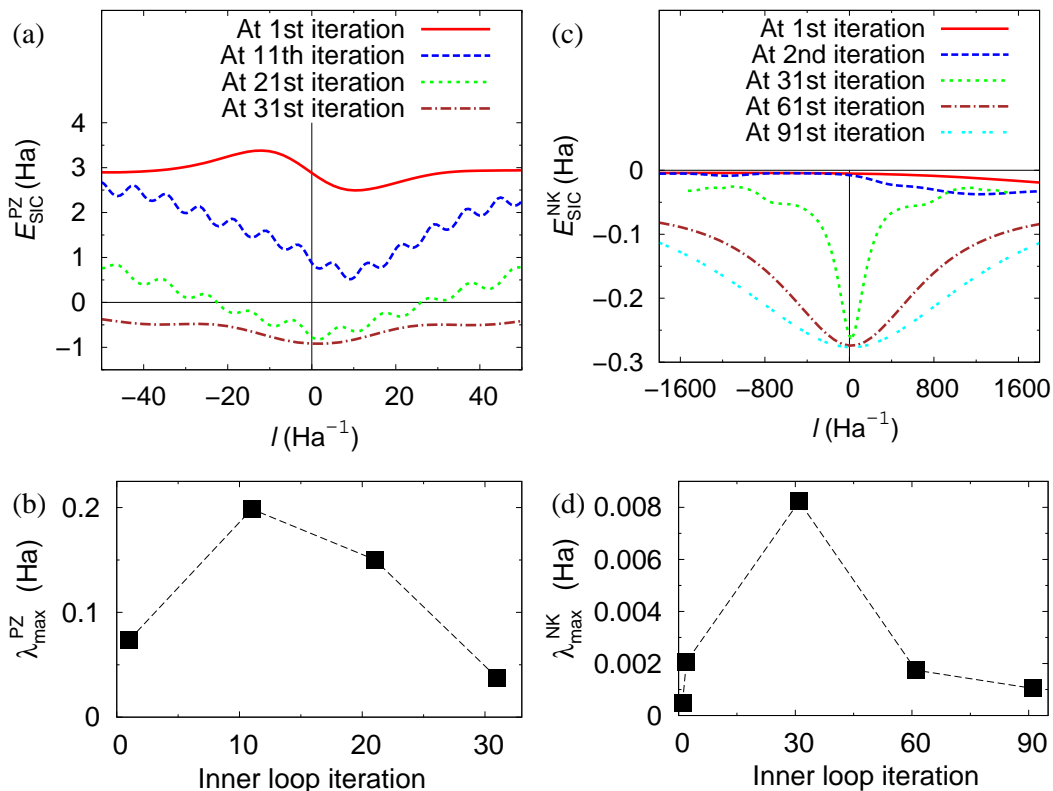 (a)
At 1st iteration
At 11th iteration
At 21st iteration
At 31st iteration
4
3
2
1
0
−1
E_SIC^PZ (Ha)
−40 −20 0 20 40
l (Ha⁻¹)
(c)
At 1st iteration
At 2nd iteration
At 31st iteration
At 61st iteration
At 91st iteration
0
−0.1
−0.2
−0.3
E_SIC^NK (Ha)
−1600 −800 0 800 1600
l (Ha⁻¹)
(b)
0.2
0.1
0
λ_max^PZ (Ha)
0 10 20 30
Inner loop iteration
(d)
0.008
0.006
0.004
0.002
0
λ_max^NK (Ha)
0 30 60 90
Inner loop iteration